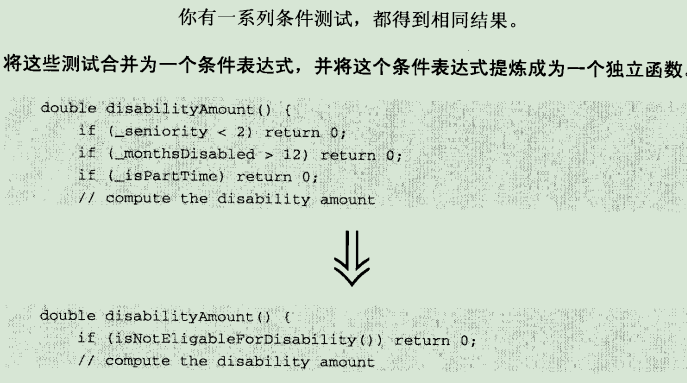 你有一系列条件测试，都得到相同结果。
将这些测试合并为一个条件表达式，并将这个条件表达式提炼成为一个独立函数。
double disabilityAmount() {
if (_seniority < 2) return 0;
if (_monthsDisabled > 12) return 0;
if (_isPartTime) return 0;
// compute the disability amount
double disabilityAmount() {
if (isNotEligableForDisability()) return 0;
// compute the disability amount